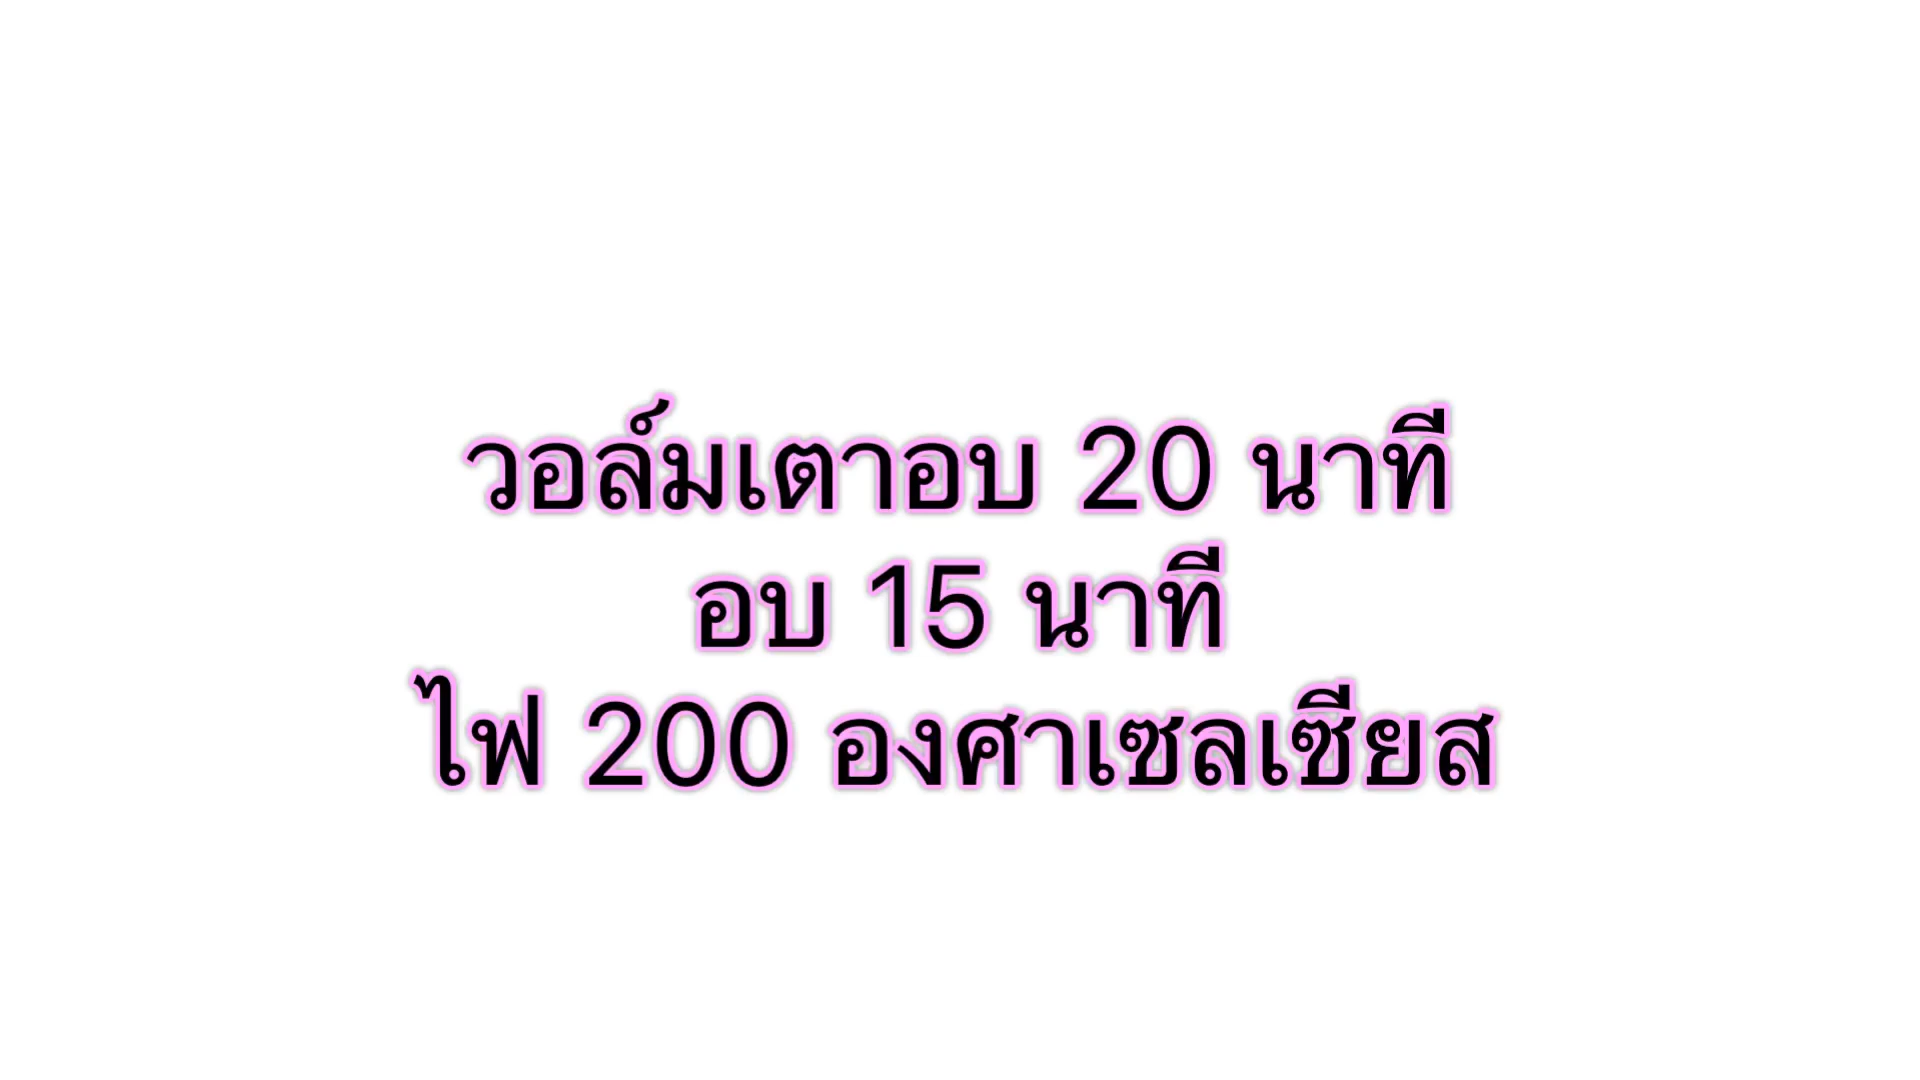 วอล์มเตาอบ 20 นาที
อบ 15 นาที
ไฟ 200 องศาเซลเซียส